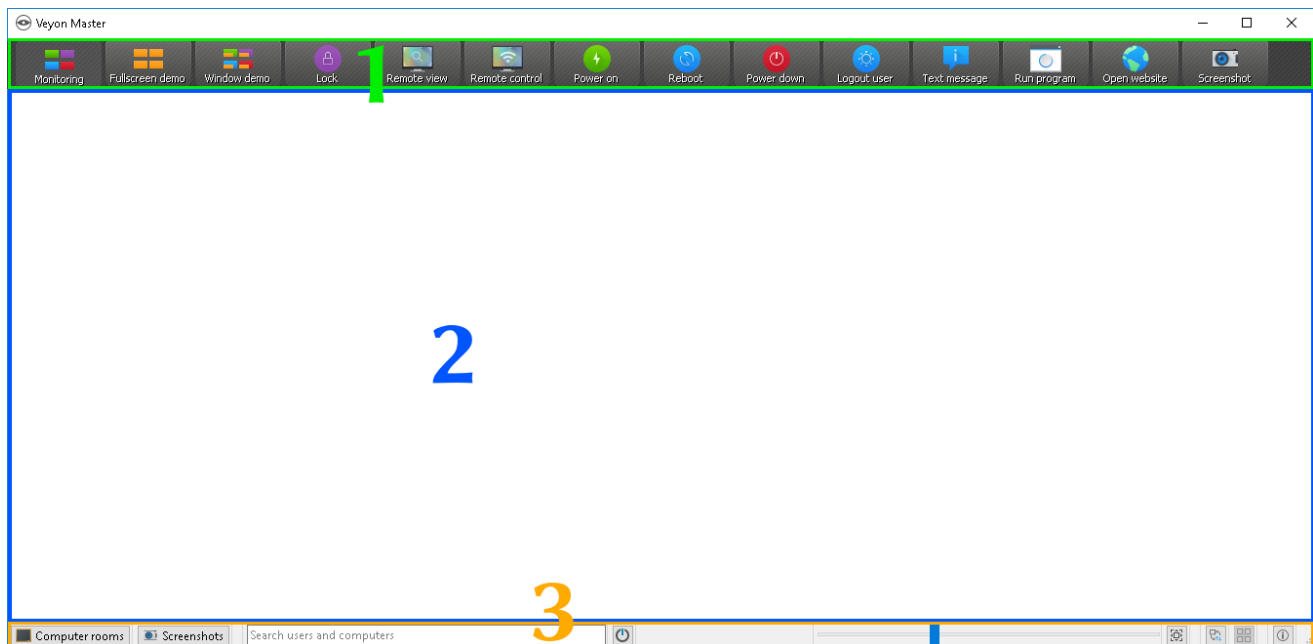 Veyon Master
Monitoring Fullscreen demo Window demo Lock Remote view Remote control Power on Reboot Power down Logout user Text message Run program Open website Screenshot
1
2
3
Computer rooms Screenshots Search users and computers